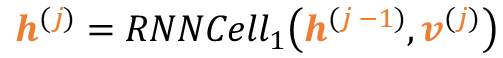 h^(j) = RNNCell_1(h^(j −1), v^(j))